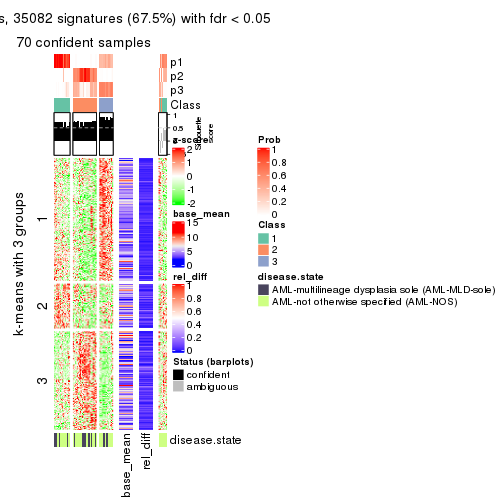 s, 35082 signatures (67.5%) with fdr < 0.05
70 confident samples
p1
p2
p3
Class
1
0.5
0
Silhouette
score
z-score
2
1
0
-1
-2
base_mean
15
10
5
0
rel_diff
1
0.8
0.6
0.4
0.2
0
Status (barplots)
confident
ambiguous
Prob
1
0.8
0.6
0.4
0.2
0
Class
1
2
3
disease.state
AML-multilineage dysplasia sole (AML-MLD-sole)
AML-not otherwise specified (AML-NOS)
k-means with 3 groups
1
2
3
disease.state
base_mean
rel_diff